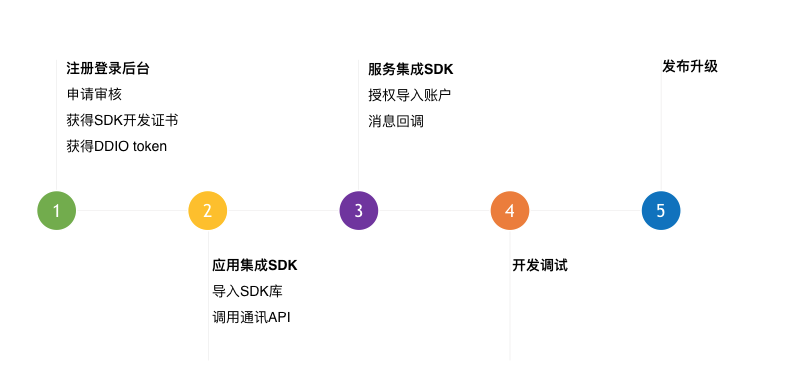 注册登录后台
申请审核
获得SDK开发证书
获得DDIO token
服务集成SDK
授权导入账户
消息回调
发布升级
1
2
3
4
5
应用集成SDK
导入SDK库
调用通讯API
开发调试